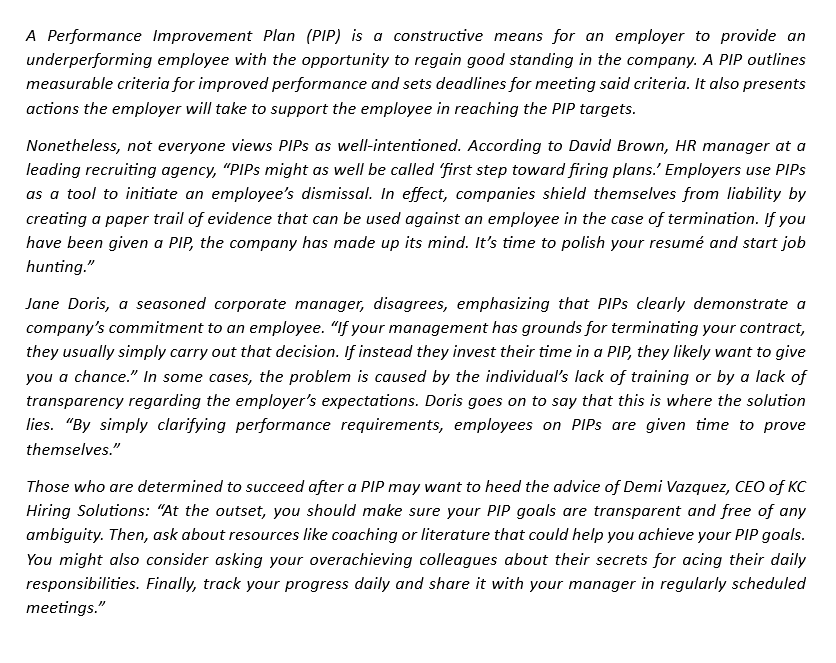 A Performance Improvement Plan (PIP) is a constructive means for an employer to provide an
underperforming employee with the opportunity to regain good standing in the company. A PIP outlines
measurable criteria for improved performance and sets deadlines for meeting said criteria. It also presents
actions the employer will take to support the employee in reaching the PIP targets.
Nonetheless, not everyone views PIPs as well-intentioned. According to David Brown, HR manager at a
leading recruiting agency, “PIPs might as well be called ‘first step toward firing plans.’ Employers use PIPs
as a tool to initiate an employee’s dismissal. In effect, companies shield themselves from liability by
creating a paper trail of evidence that can be used against an employee in the case of termination. If you
have been given a PIP, the company has made up its mind. It’s time to polish your resumé and start job
hunting.”
Jane Doris, a seasoned corporate manager, disagrees, emphasizing that PIPs clearly demonstrate a
company’s commitment to an employee. “If your management has grounds for terminating your contract,
they usually simply carry out that decision. If instead they invest their time in a PIP, they likely want to give
you a chance.” In some cases, the problem is caused by the individual’s lack of training or by a lack of
transparency regarding the employer’s expectations. Doris goes on to say that this is where the solution
lies. “By simply clarifying performance requirements, employees on PIPs are given time to prove
themselves.”
Those who are determined to succeed after a PIP may want to heed the advice of Demi Vazquez, CEO of KC
Hiring Solutions: “At the outset, you should make sure your PIP goals are transparent and free of any
ambiguity. Then, ask about resources like coaching or literature that could help you achieve your PIP goals.
You might also consider asking your overachieving colleagues about their secrets for acing their daily
responsibilities. Finally, track your progress daily and share it with your manager in regularly scheduled
meetings.”